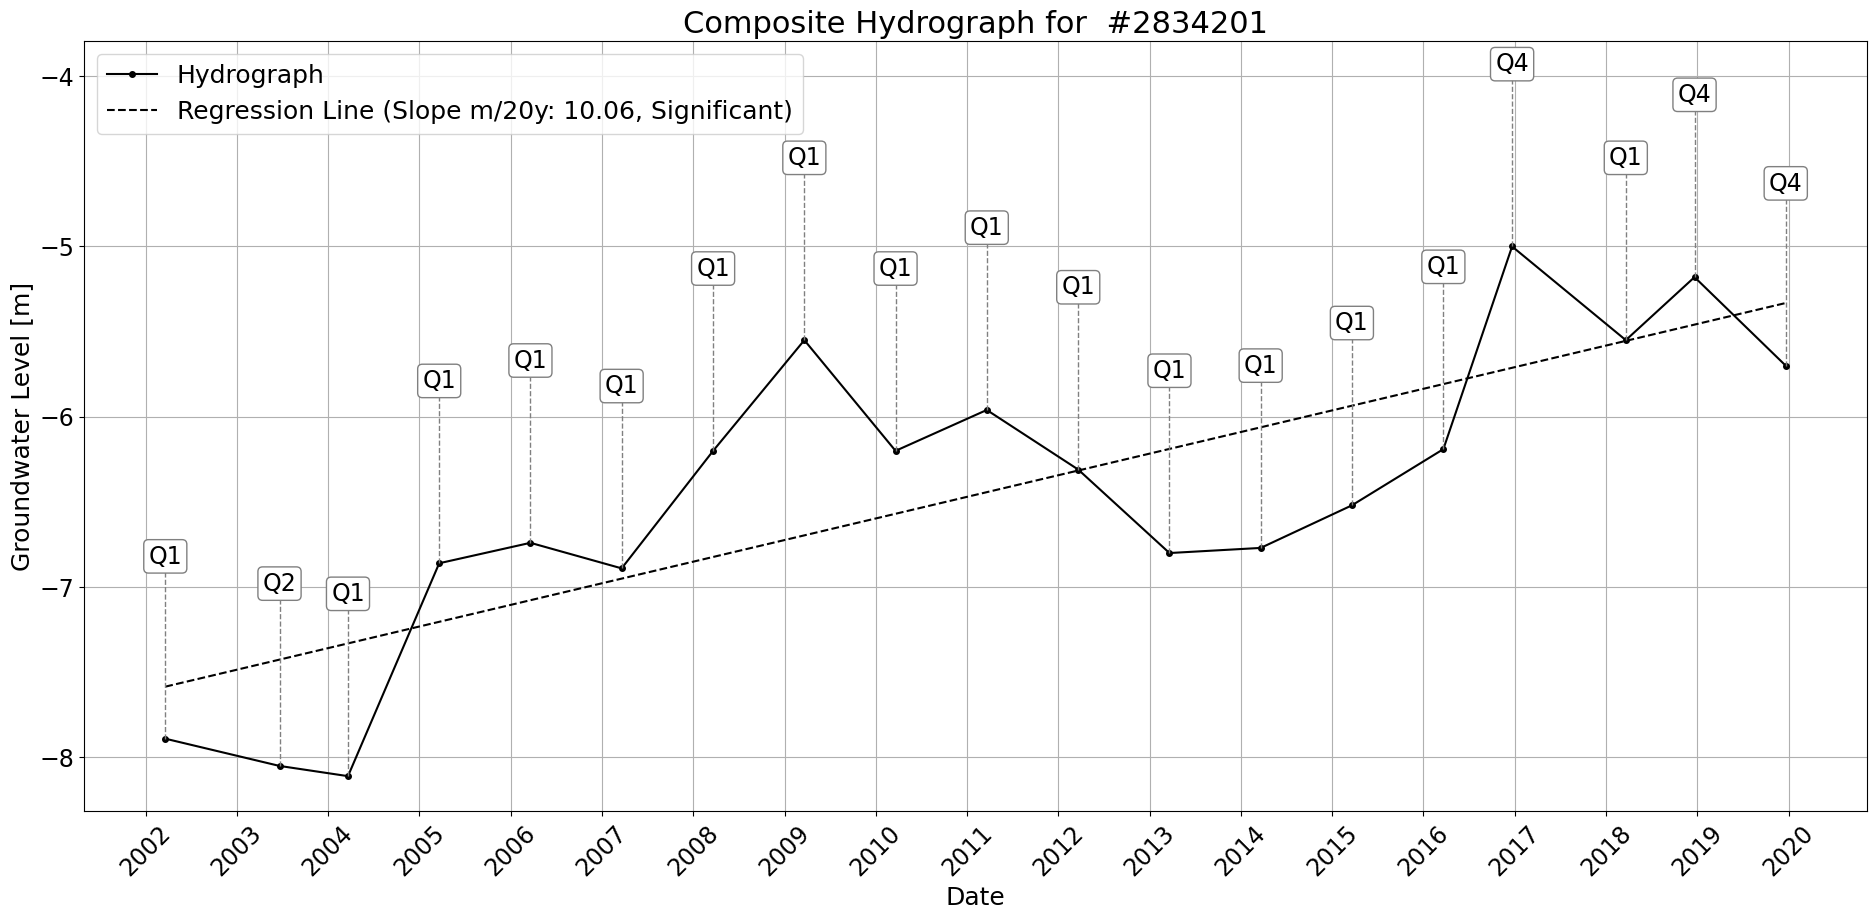 Composite Hydrograph for  #2834201
Hydrograph
Regression Line (Slope m/20y: 10.06, Significant)
Groundwater Level [m]
−4
−5
−6
−7
−8
Q1
Q2
Q1
Q1
Q1
Q1
Q1
Q1
Q1
Q1
Q1
Q1
Q1
Q1
Q1
Q4
Q1
Q4
Q4
2002
2003
2004
2005
2006
2007
2008
2009
2010
2011
2012
2013
2014
2015
2016
2017
2018
2019
2020
Date